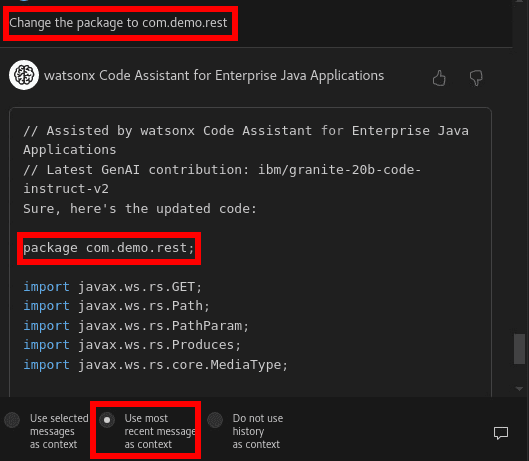 Change the package to com.demo.rest
watsonx Code Assistant for Enterprise Java Applications
// Assisted by watsonx Code Assistant for Enterprise Java
Applications
// Latest GenAI contribution: ibm/granite-20b-code-
instruct-v2
Sure, here's the updated code:
package com.demo.rest;
import javax.ws.rs.GET;
import javax.ws.rs.Path;
import javax.ws.rs.PathParam;
import javax.ws.rs.Produces;
import javax.ws.rs.core.MediaType;
Use selected
messages
as context
Use most
recent message
as context
Do not use
history
as context